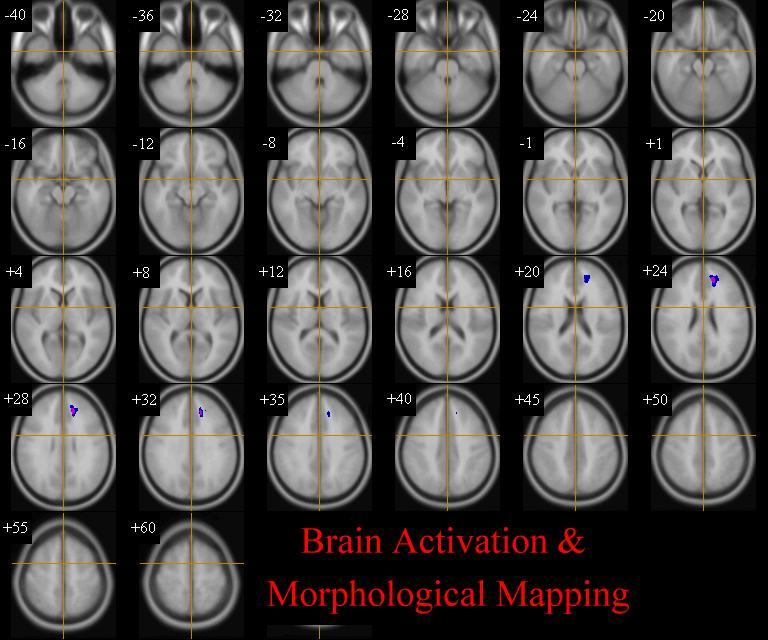 -40 -36 -32 -28 -24 -20
-16 -12 -8 -4 -1 +1
+4 +8 +12 +16 +20 +24
+28 +32 +35 +40 +45 +50
+55 +60
Brain Activation &
Morphological Mapping